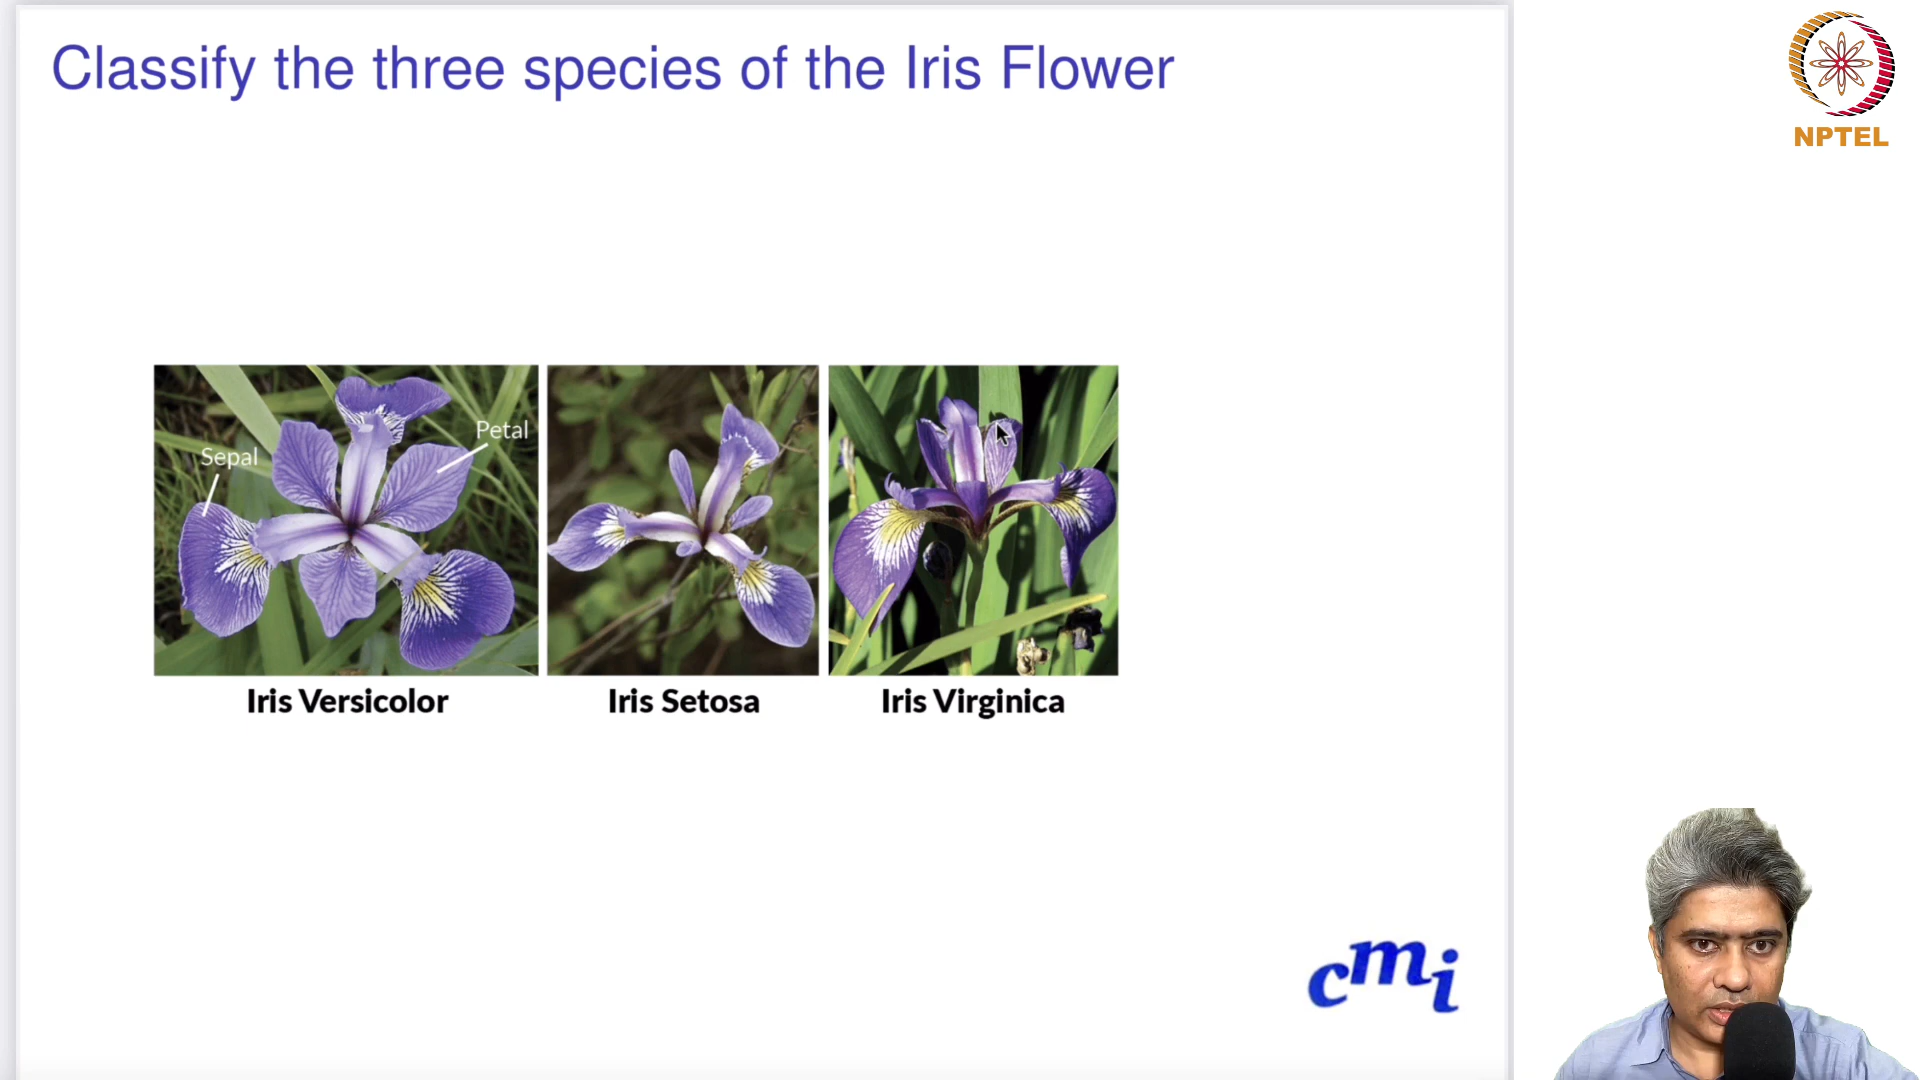 Classify the three species of the Iris Flower
NPTEL
Sepal
Petal
Iris Versicolor
Iris Setosa
Iris Virginica
cmi